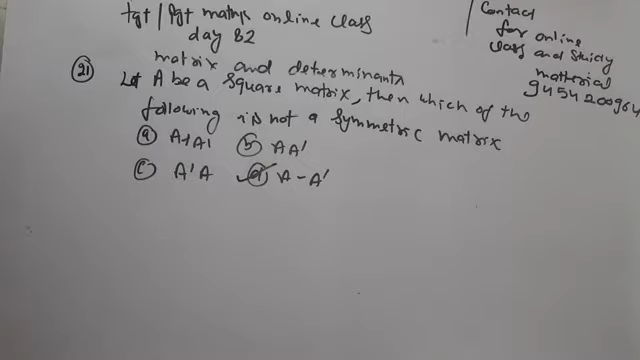 tgt / Pgt maths online class
day 82
Contact
for online
class and study
matterial
9454200964
matrix and determinants
(21) Let A be a square matrix, then which of the
following is not a symmetric matrix
(a) A+A' (b) AA'
(c) A'A (d) A-A'